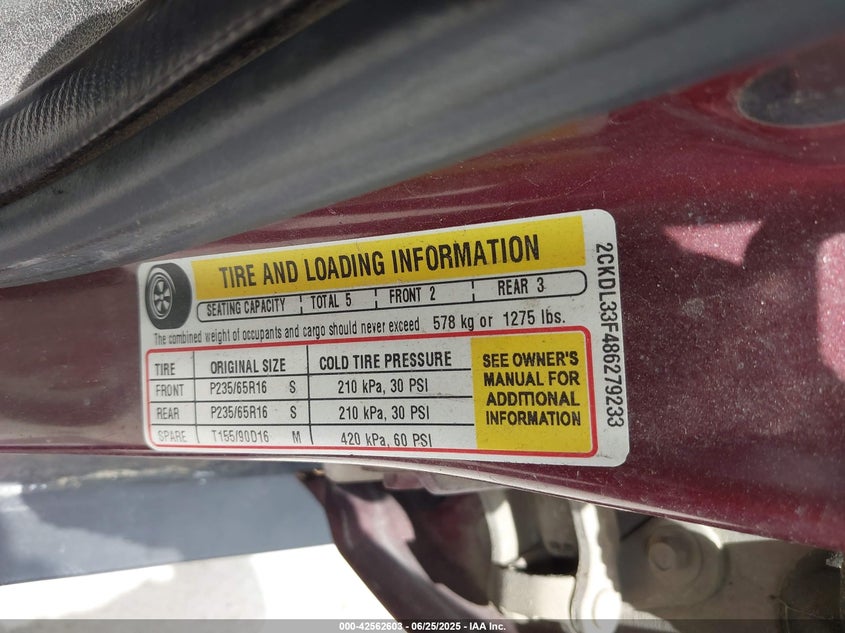 TIRE AND LOADING INFORMATION
SEATING CAPACITY TOTAL 5 FRONT 2 REAR 3
The combined weight of occupants and cargo should never exceed 578 kg or 1275 lbs.
TIRE ORIGINAL SIZE COLD TIRE PRESSURE
FRONT P235/65R16 S 210 kPa, 30 PSI
REAR P235/65R16 S 210 kPa, 30 PSI
SPARE T155/90D16 M 420 kPa, 60 PSI
SEE OWNER'S
MANUAL FOR
ADDITIONAL
INFORMATION
2CKDL33F486279233
000-42562603 - 06/25/2025 - IAA Inc.